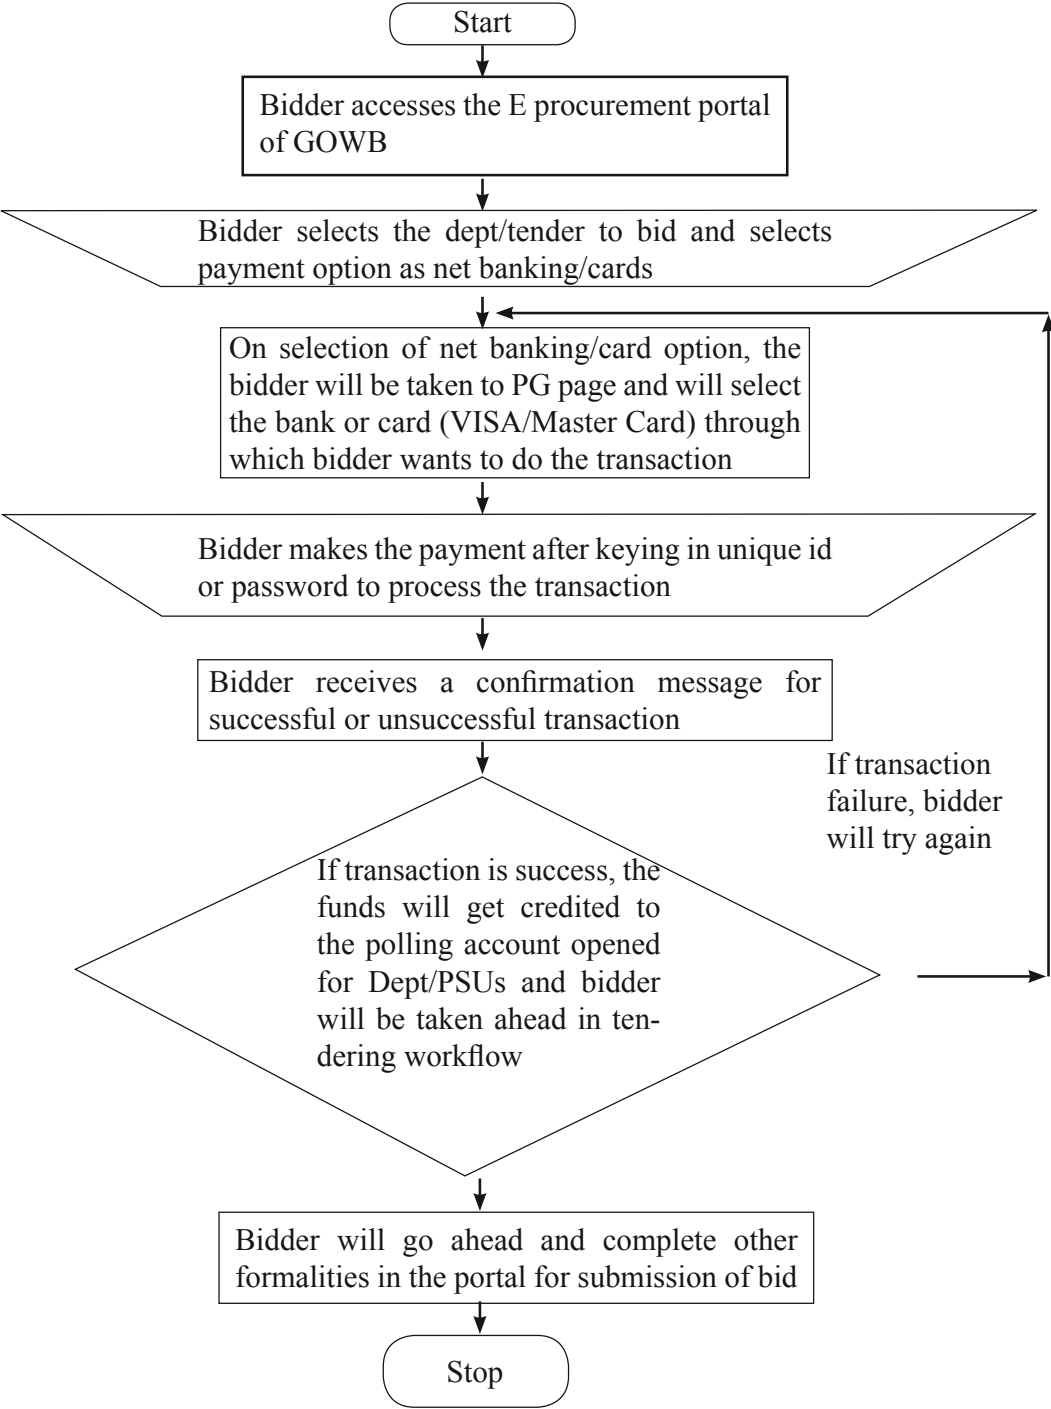 Start
Bidder accesses the E procurement portal
of GOWB
Bidder selects the dept/tender to bid and selects
payment option as net banking/cards
On selection of net banking/card option, the
bidder will be taken to PG page and will select
the bank or card (VISA/Master Card) through
which bidder wants to do the transaction
Bidder makes the payment after keying in unique id
or password to process the transaction
Bidder receives a confirmation message for
successful or unsuccessful transaction
If transaction
failure, bidder
will try again
If transaction is success, the
funds will get credited to
the polling account opened
for Dept/PSUs and bidder
will be taken ahead in ten-
dering workflow
Bidder will go ahead and complete other
formalities in the portal for submission of bid
Stop